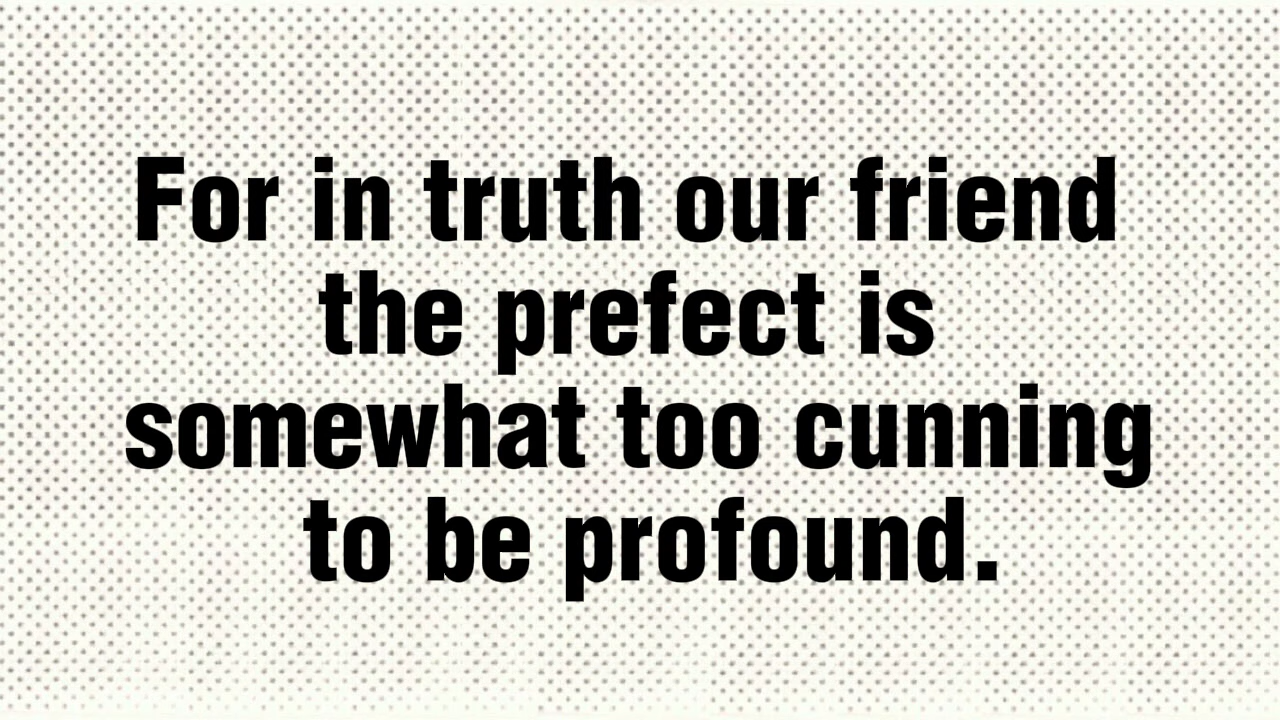 For in truth our friend
the prefect is
somewhat too cunning
to be profound.